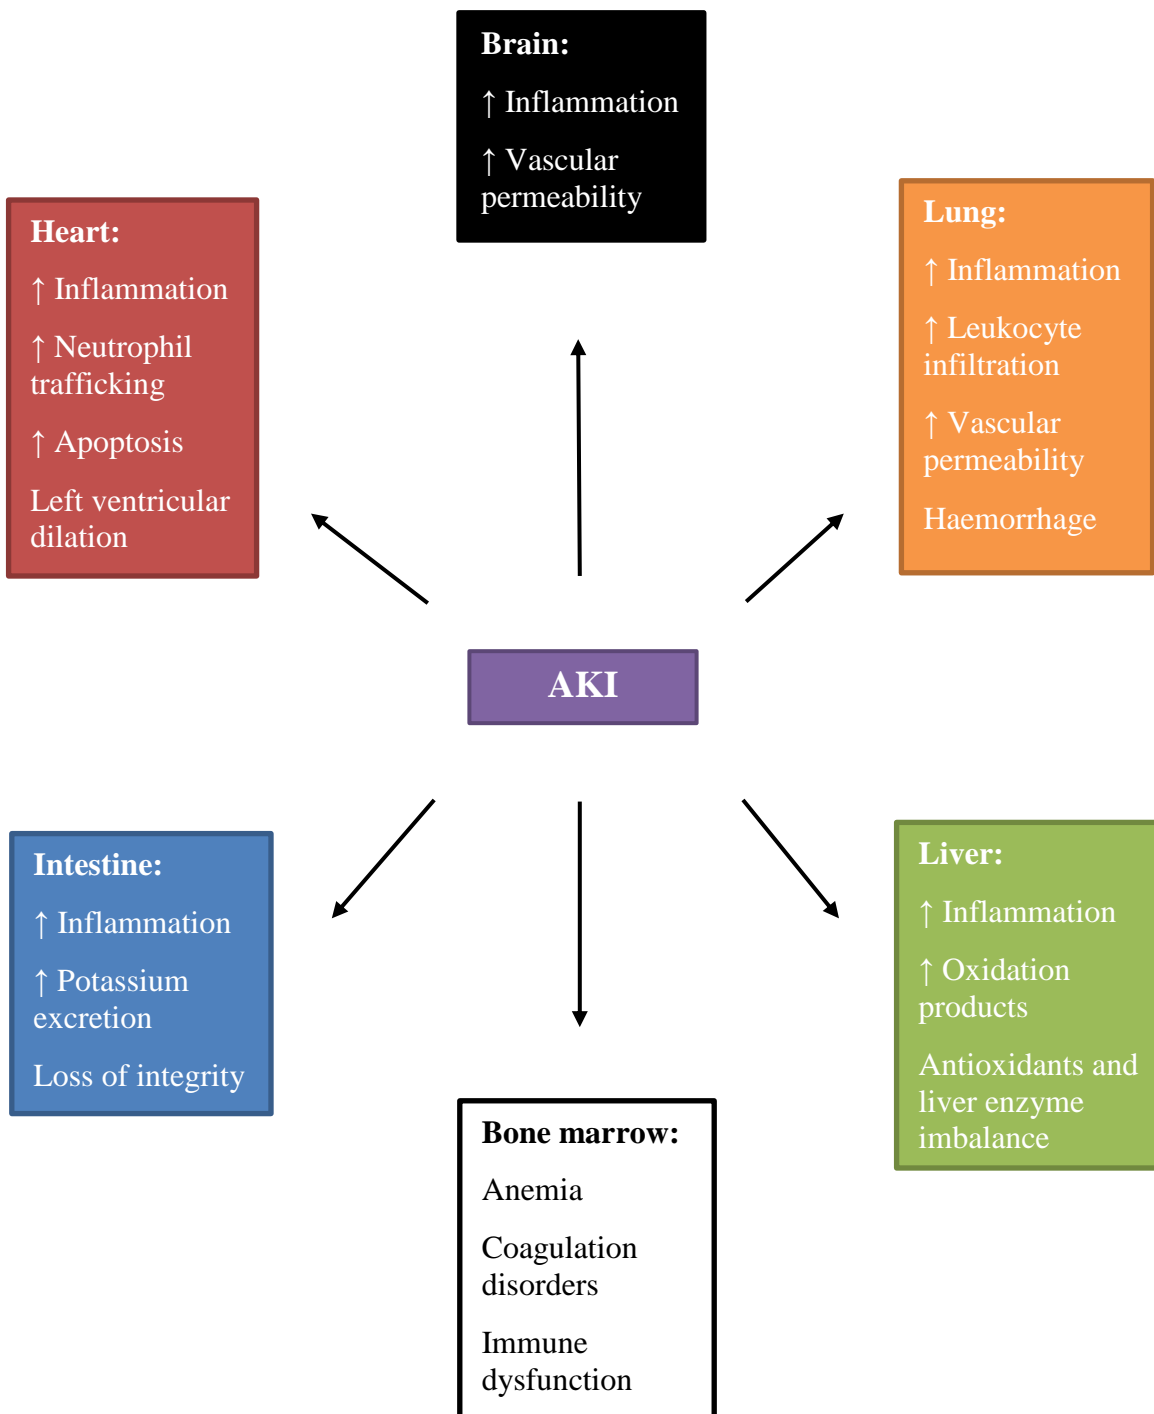 Brain:
↑ Inflammation
↑ Vascular
permeability
Heart:
↑ Inflammation
↑ Neutrophil
trafficking
↑ Apoptosis
Left ventricular
dilation
Lung:
↑ Inflammation
↑ Leukocyte
infiltration
↑ Vascular
permeability
Haemorrhage
AKI
Intestine:
↑ Inflammation
↑ Potassium
excretion
Loss of integrity
Liver:
↑ Inflammation
↑ Oxidation
products
Antioxidants and
liver enzyme
imbalance
Bone marrow:
Anemia
Coagulation
disorders
Immune
dysfunction